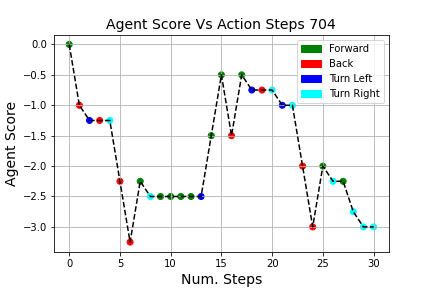 Agent Score Vs Action Steps 704
Agent Score
0.0
−0.5
−1.0
−1.5
−2.0
−2.5
−3.0
Forward
Back
Turn Left
Turn Right
0 5 10 15 20 25 30
Num. Steps